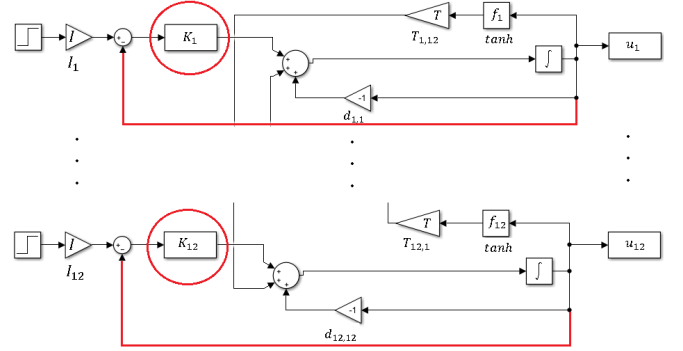 I
I₁
+
-
K₁
T
T₁,₁₂
f₁
tanh
+
+
+
∫
u₁
-1
d₁,₁
I
I₁₂
+
-
K₁₂
T
T₁₂,₁
f₁₂
tanh
+
+
+
∫
u₁₂
-1
d₁₂,₁₂